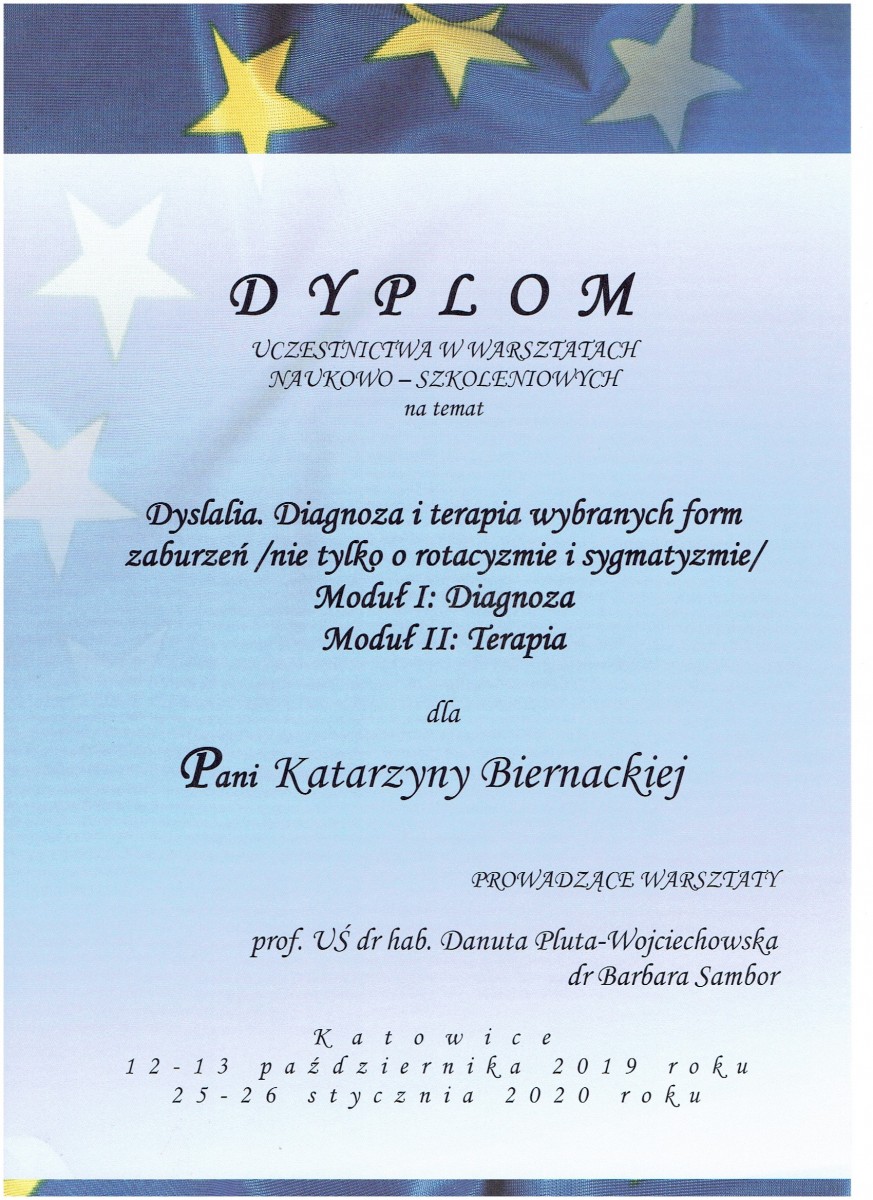 DYPLOM
UCZESTNICTWA W WARSZTATACH
NAUKOWO – SZKOLENIOWYCH
na temat
Dyslalia. Diagnoza i terapia wybranych form
zaburzeń /nie tylko o rotacyzmie i sygmatyzmie/
Moduł I: Diagnoza
Moduł II: Terapia
dla
Pani Katarzyny Biernackiej
PROWADZĄCE WARSZTATY
prof. UŚ dr hab. Danuta Pluta-Wojciechowska
dr Barbara Sambor
Katowice
12-13 października 2019 roku
25-26 stycznia 2020 roku